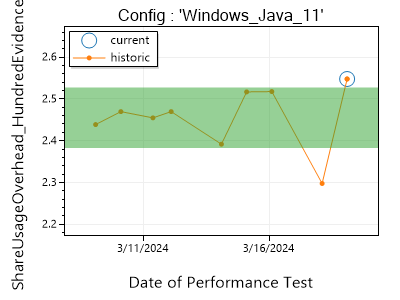 Config : 'Windows_Java_11'
current
historic
2.6
2.5
2.4
2.3
2.2
ShareUsageOverhead_HundredEvidence
3/11/2024
3/16/2024
Date of Performance Test